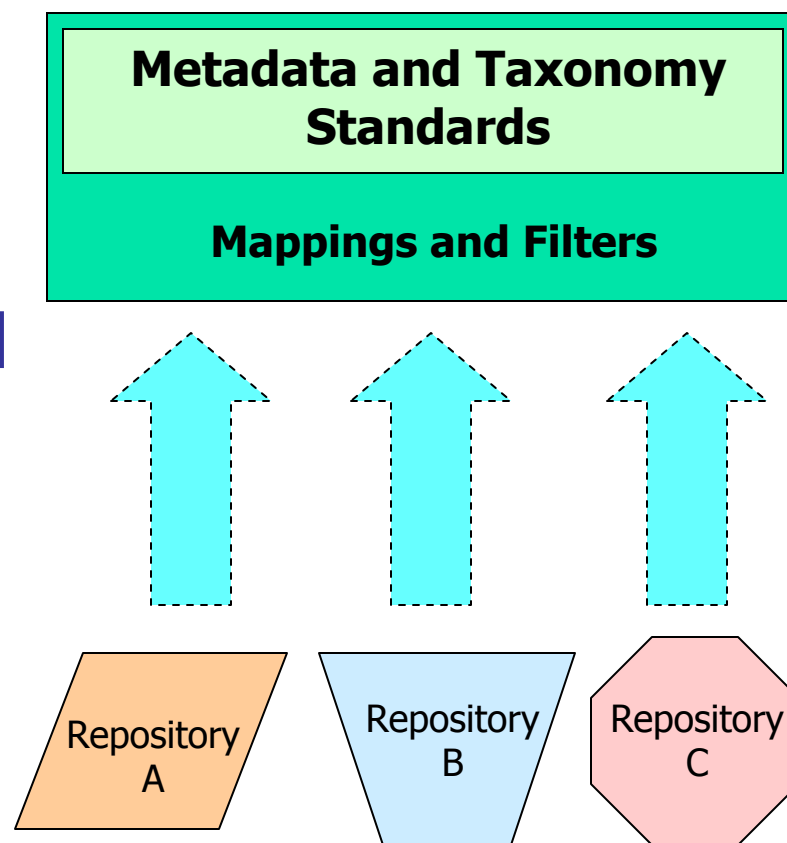 Metadata and Taxonomy
Standards
Mappings and Filters
Repository
A
Repository
B
Repository
C